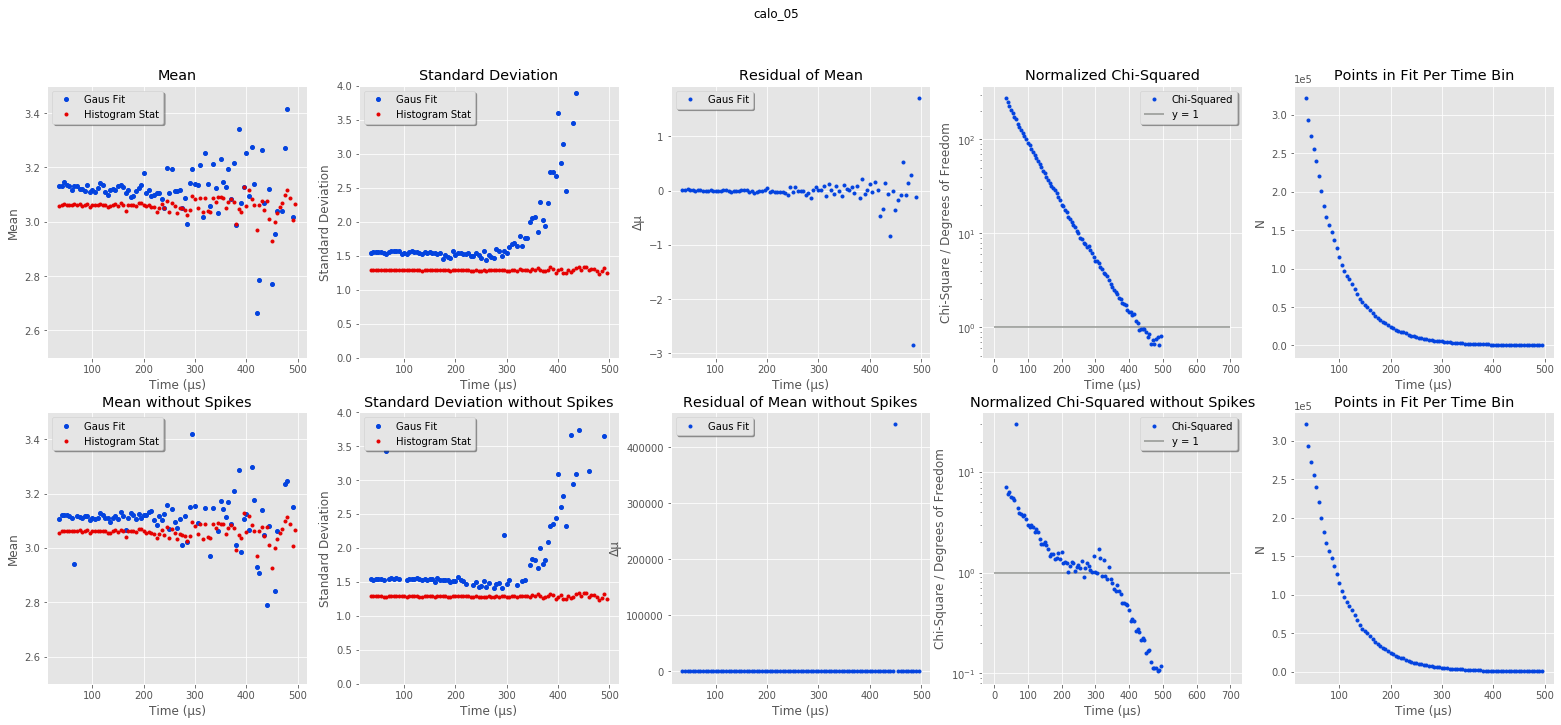 calo_05
Mean
Gaus Fit
Histogram Stat
3.4
3.2
3.0
2.8
2.6
Mean
100 200 300 400 500
Time (μs)
Standard Deviation
Gaus Fit
Histogram Stat
4.0
3.5
3.0
2.5
2.0
1.5
1.0
0.5
0.0
Standard Deviation
100 200 300 400 500
Time (μs)
Residual of Mean
Gaus Fit
1
0
−1
−2
−3
Δμ
100 200 300 400 500
Time (μs)
Normalized Chi-Squared
Chi-Squared
y = 1
10²
10¹
10⁰
Chi-Square / Degrees of Freedom
0 100 200 300 400 500 600 700
Time (μs)
Points in Fit Per Time Bin
1e5
3.0
2.5
2.0
1.5
1.0
0.5
0.0
N
100 200 300 400 500
Time (μs)
Mean without Spikes
Gaus Fit
Histogram Stat
3.4
3.2
3.0
2.8
2.6
Mean
100 200 300 400 500
Time (μs)
Standard Deviation without Spikes
Gaus Fit
Histogram Stat
4.0
3.5
3.0
2.5
2.0
1.5
1.0
0.5
0.0
Standard Deviation
100 200 300 400 500
Time (μs)
Residual of Mean without Spikes
Gaus Fit
400000
300000
200000
100000
0
Δμ
100 200 300 400 500
Time (μs)
Normalized Chi-Squared without Spikes
Chi-Squared
y = 1
10¹
10⁰
10⁻¹
Chi-Square / Degrees of Freedom
0 100 200 300 400 500 600 700
Time (μs)
Points in Fit Per Time Bin
1e5
3.0
2.5
2.0
1.5
1.0
0.5
0.0
N
100 200 300 400 500
Time (μs)